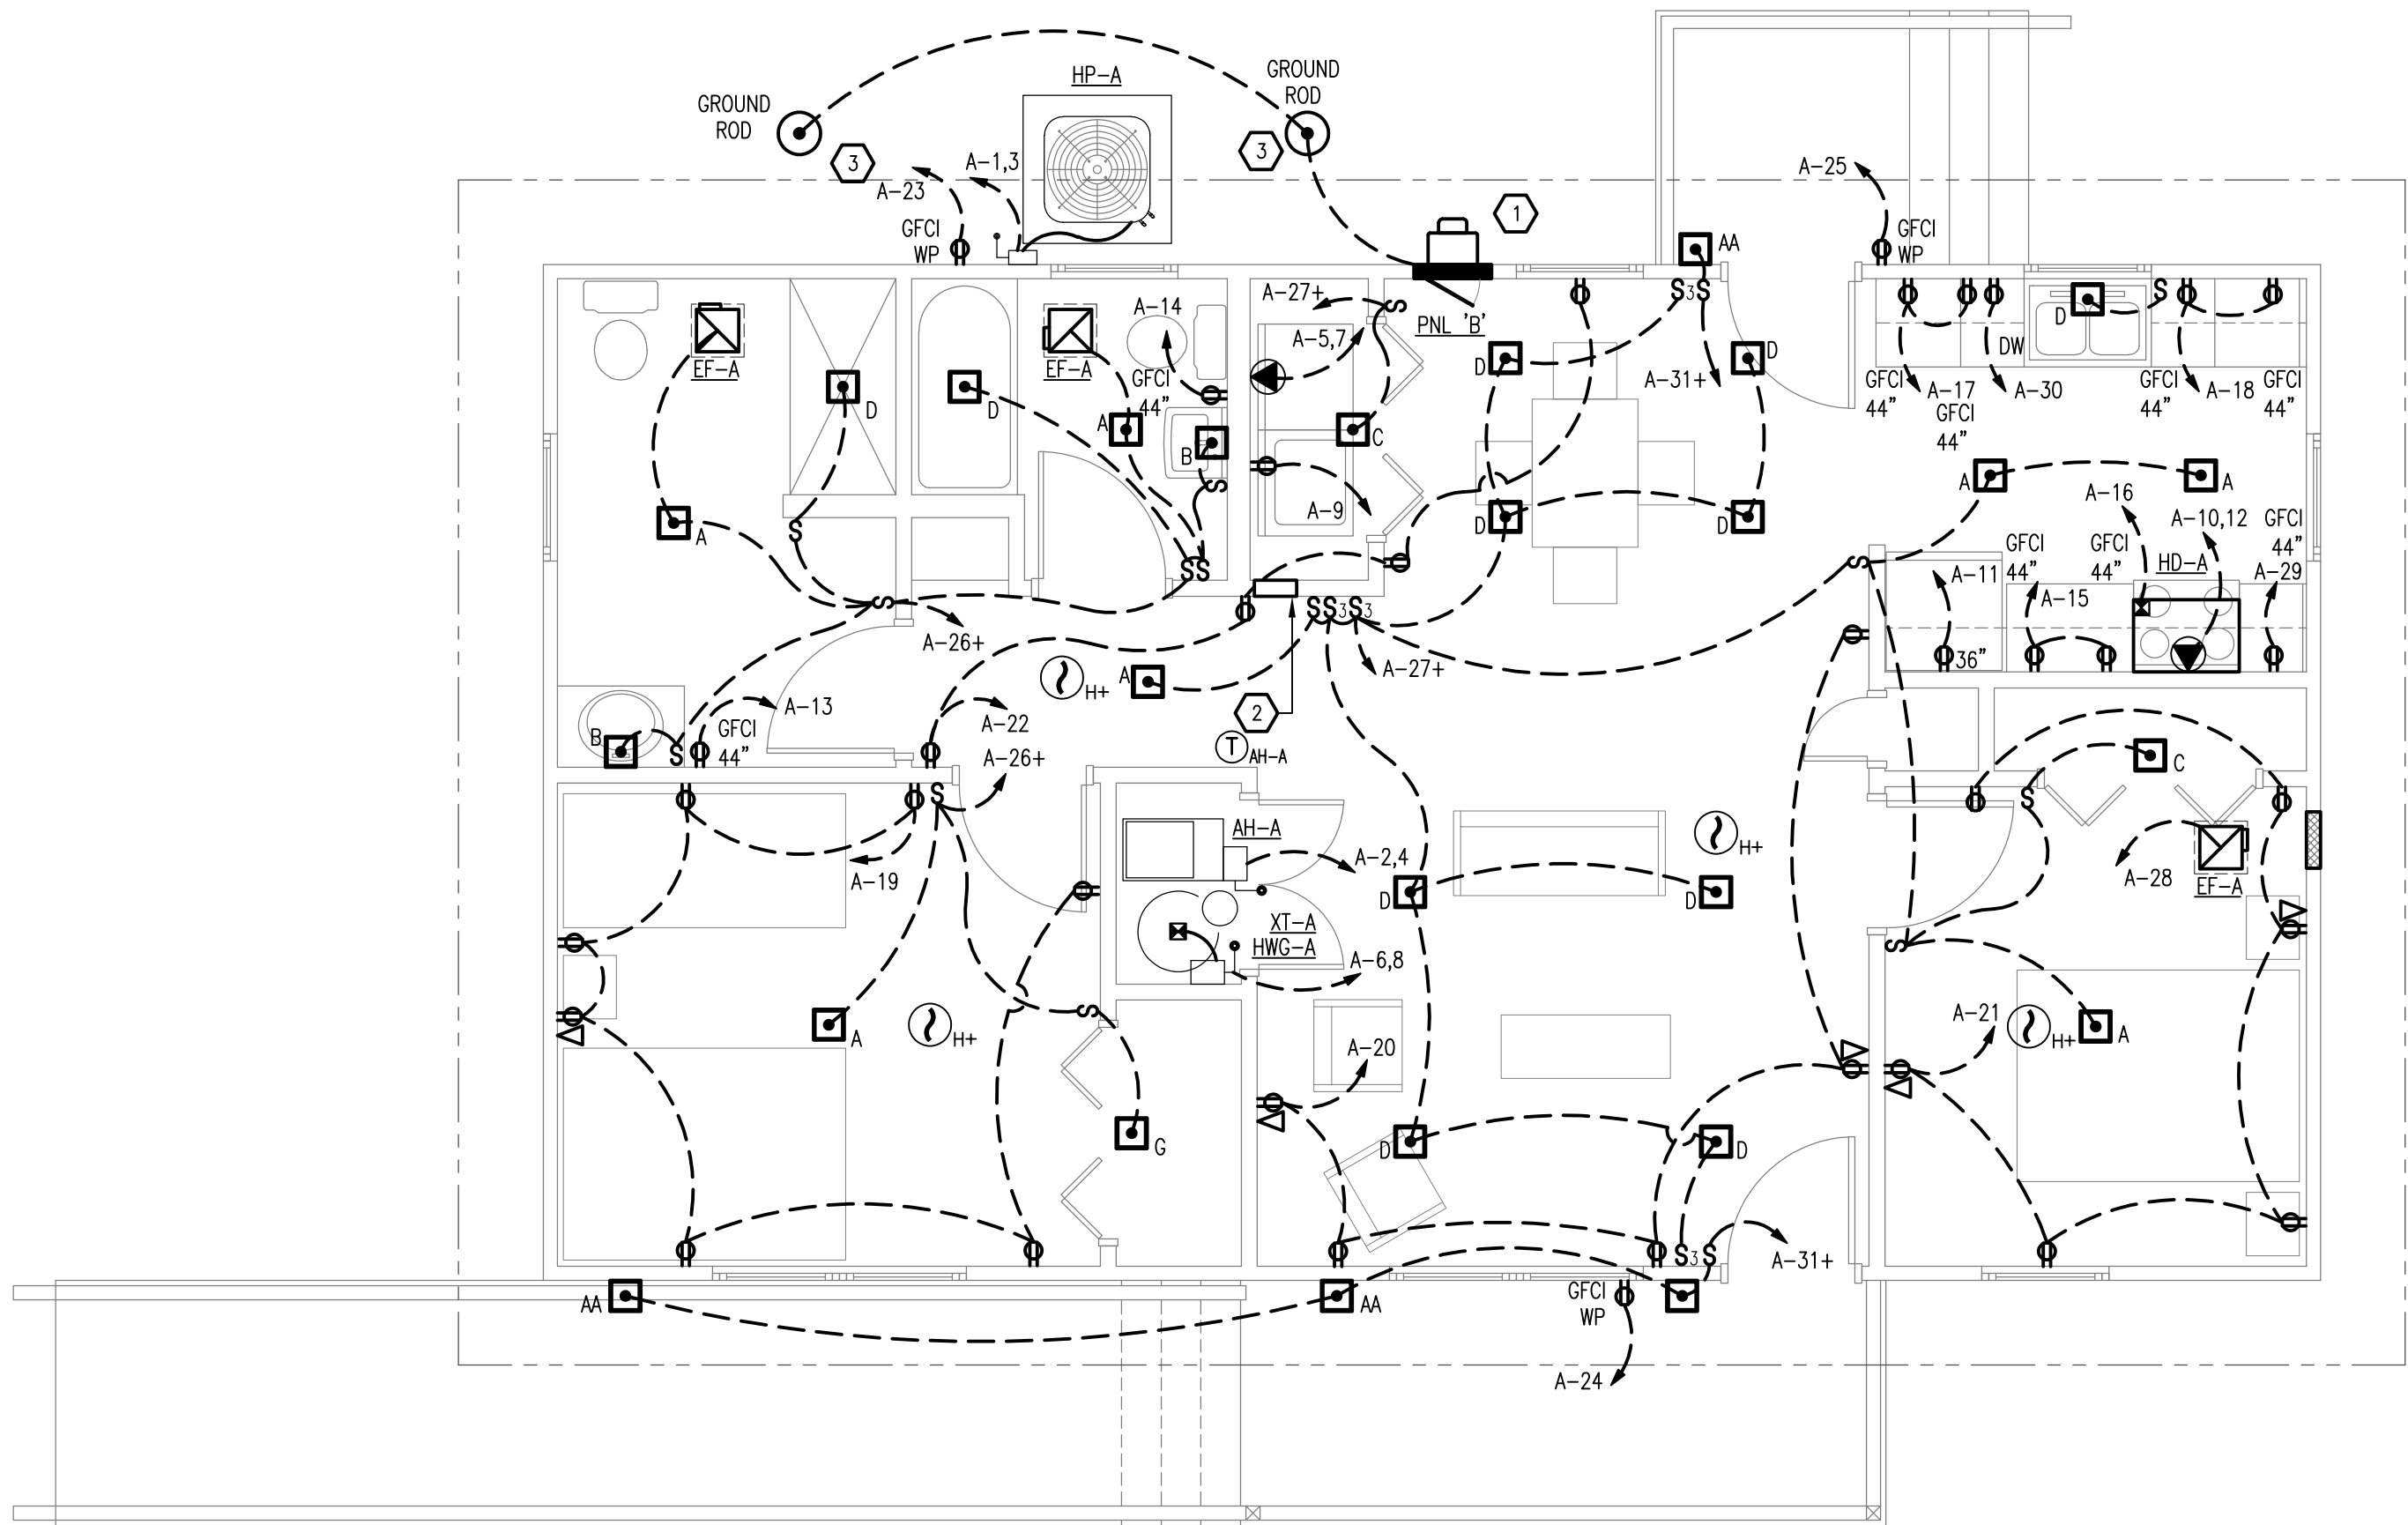 HP-A
GROUND
ROD
GROUND
ROD
3
3
A-1,3
A-23
A-25
GFCI
WP
1
GFCI
WP
AA
A-27+
S
S3
S
S
A-14
PNL 'B'
A-5,7
D
D
DW
EF-A
EF-A
D
D
GFCI
44"
A-31+
GFCI
44"
A-17
A-30
GFCI
44"
A-18
GFCI
44"
D
D
A
C
GFCI
44"
B
S
A
A
A-16
A-9
A-10,12
GFCI
44"
D
D
S
A
GFCI
44"
GFCI
44"
HD-A
S
S
S
A-11
A-29
S
S
S3
S3
A-15
A-26+
A-27+
36"
A
H+
2
A-13
A-22
B
S
GFCI
44"
T
AH-A
A-26+
C
S
S
AH-A
H+
A-2,4
A-19
A-28
EF-A
D
D
XT-A
HWG-A
S
A-6,8
S
A-21
A
H+
H+
A
A-20
G
D
D
S3
S
A-31+
AA
AA
GFCI
WP
A-24